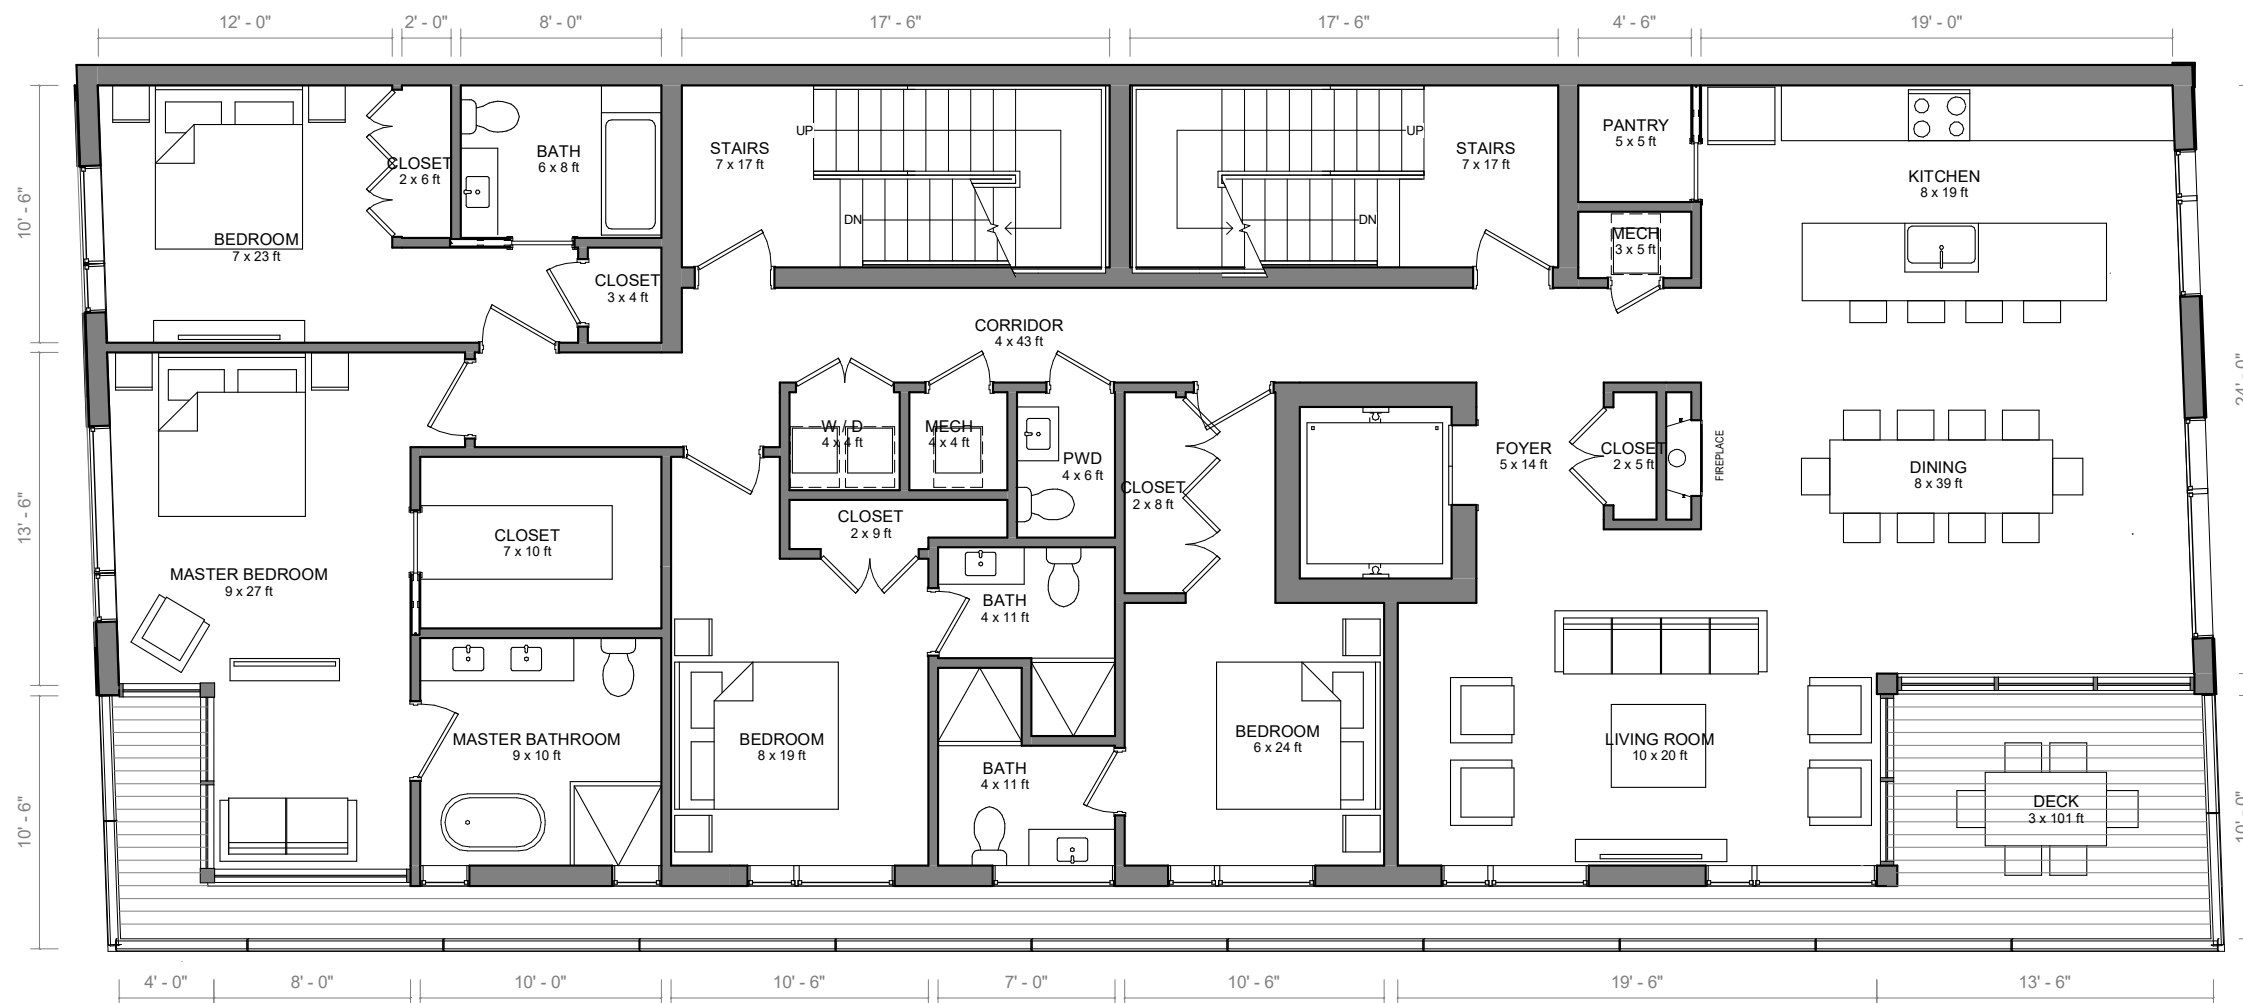 12' - 0"
2' - 0"
8' - 0"
17' - 6"
17' - 6"
4' - 6"
19' - 0"
10' - 6"
13' - 6"
10' - 6"
24' - 0"
10' - 0"
BEDROOM
7 x 23 ft
CLOSET
2 x 6 ft
BATH
6 x 8 ft
CLOSET
3 x 4 ft
STAIRS
7 x 17 ft
UP
DN
UP
DN
STAIRS
7 x 17 ft
PANTRY
5 x 5 ft
MECH
3 x 5 ft
KITCHEN
8 x 19 ft
CORRIDOR
4 x 43 ft
W / D
4 x 4 ft
MECH
4 x 4 ft
PWD
4 x 6 ft
CLOSET
2 x 8 ft
FOYER
5 x 14 ft
CLOSET
2 x 5 ft
FIREPLACE
DINING
8 x 39 ft
CLOSET
7 x 10 ft
CLOSET
2 x 9 ft
MASTER BEDROOM
9 x 27 ft
BATH
4 x 11 ft
MASTER BATHROOM
9 x 10 ft
BEDROOM
8 x 19 ft
BATH
4 x 11 ft
BEDROOM
6 x 24 ft
LIVING ROOM
10 x 20 ft
DECK
3 x 101 ft
4' - 0"
8' - 0"
10' - 0"
10' - 6"
7' - 0"
10' - 6"
19' - 6"
13' - 6"